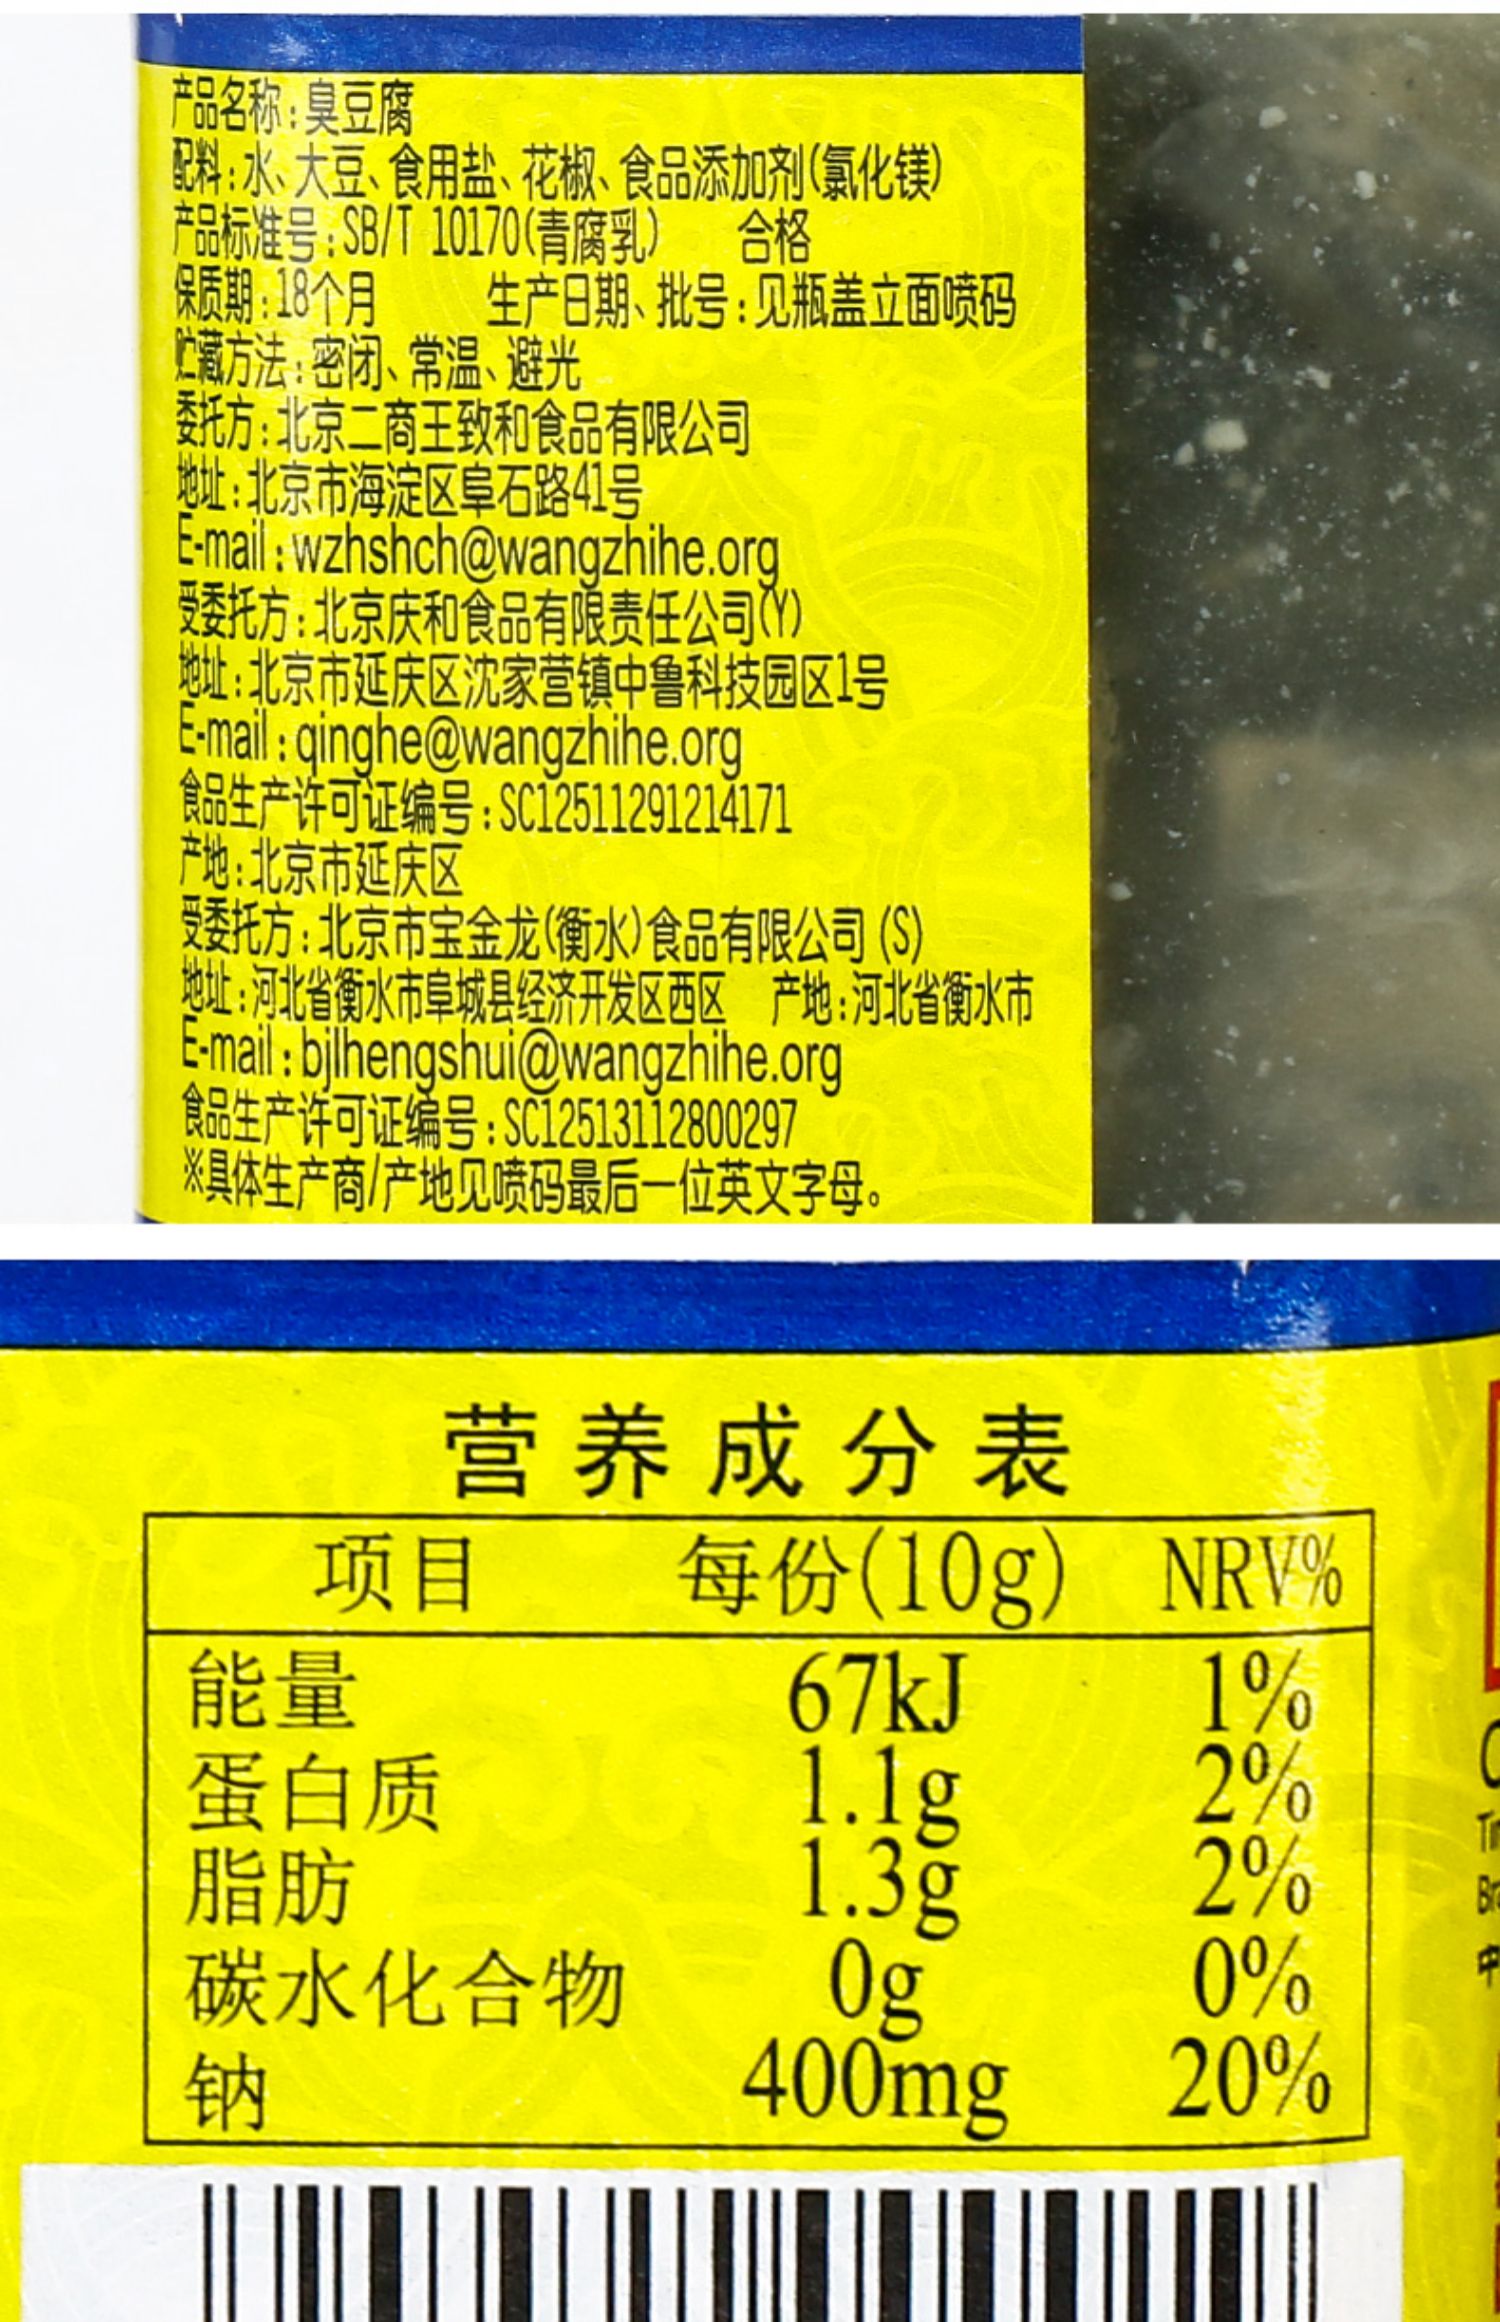 产品名称:臭豆腐
配料:水、大豆、食用盐、花椒、食品添加剂(氯化镁)
产品标准号:SB/T 10170(青腐乳) 合格
保质期:18个月 生产日期、批号:见瓶盖立面喷码
贮藏方法:密闭、常温、避光
委托方:北京二商王致和食品有限公司
地址:北京市海淀区阜石路41号
E-mail:wzhshch@wangzhihe.org
受委托方:北京庆和食品有限责任公司(Y)
地址:北京市延庆区沈家营镇中鲁科技园区1号
E-mail:qinghe@wangzhihe.org
食品生产许可证编号:SC12511291214171
产地:北京市延庆区
受委托方:北京市宝金龙(衡水)食品有限公司 (S)
地址:河北省衡水市阜城县经济开发区西区 产地:河北省衡水市
E-mail:bjlhengshui@wangzhihe.org
食品生产许可证编号:SC12513112800297
※具体生产商/产地见喷码最后一位英文字母。
营养成分表
项目 每份(10g) NRV%
能量 67kJ 1%
蛋白质 1.1g 2%
脂肪 1.3g 2%
碳水化合物 0g 0%
钠 400mg 20%